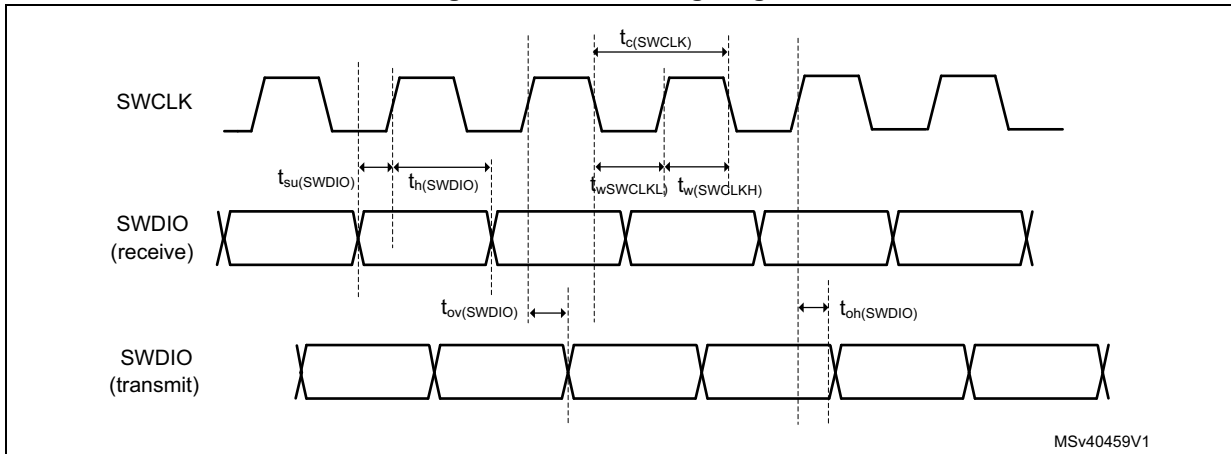 tc(SWCLK)
SWCLK
tsu(SWDIO)
th(SWDIO)
twSWCLKL)
tw(SWCLKH)
SWDIO
(receive)
tov(SWDIO)
toh(SWDIO)
SWDIO
(transmit)
MSv40459V1